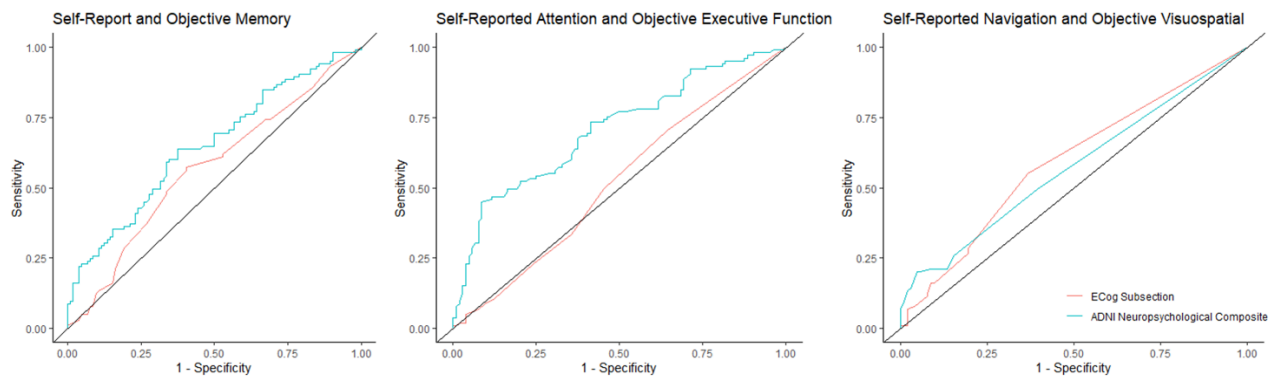 Self-Report and Objective Memory
1.00
0.75
0.50
0.25
0.00
Sensitivity
0.00 0.25 0.50 0.75 1.00
1 - Specificity
Self-Reported Attention and Objective Executive Function
1.00
0.75
0.50
0.25
0.00
Sensitivity
0.00 0.25 0.50 0.75 1.00
1 - Specificity
Self-Reported Navigation and Objective Visuospatial
1.00
0.75
0.50
0.25
0.00
Sensitivity
0.00 0.25 0.50 0.75 1.00
1 - Specificity
ECog Subsection
ADNI Neuropsychological Composite